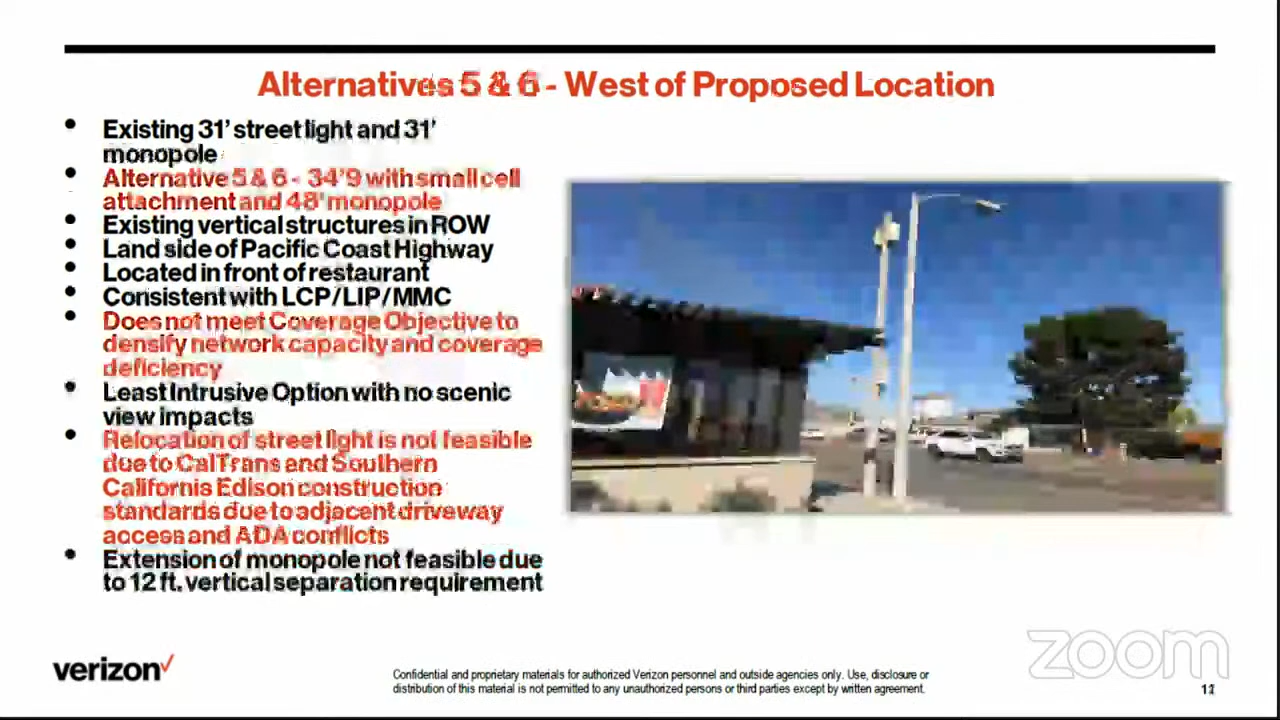 Alternatives 5 & 6 - West of Proposed Location
• Existing 31' street light and 31'
monopole
• Alternative 5 & 6 - 34'9 with small cell
attachment and 48' monopole
• Existing vertical structures in ROW
• Land side of Pacific Coast Highway
• Located in front of restaurant
• Consistent with LCP/LIP/MMC
• Does not meet Coverage Objective to
densify network capacity and coverage
deficiency
• Least Intrusive Option with no scenic
view impacts
• Relocation of street light is not feasible
due to CalTrans and Southern
California Edison construction
standards due to adjacent driveway
access and ADA conflicts
• Extension of monopole not feasible due
to 12 ft. vertical separation requirement
verizon✓
Confidential and proprietary materials for authorized Verizon personnel and outside agencies only. Use, disclosure or
distribution of this material is not permitted to any unauthorized persons or third parties except by written agreement.
zoom